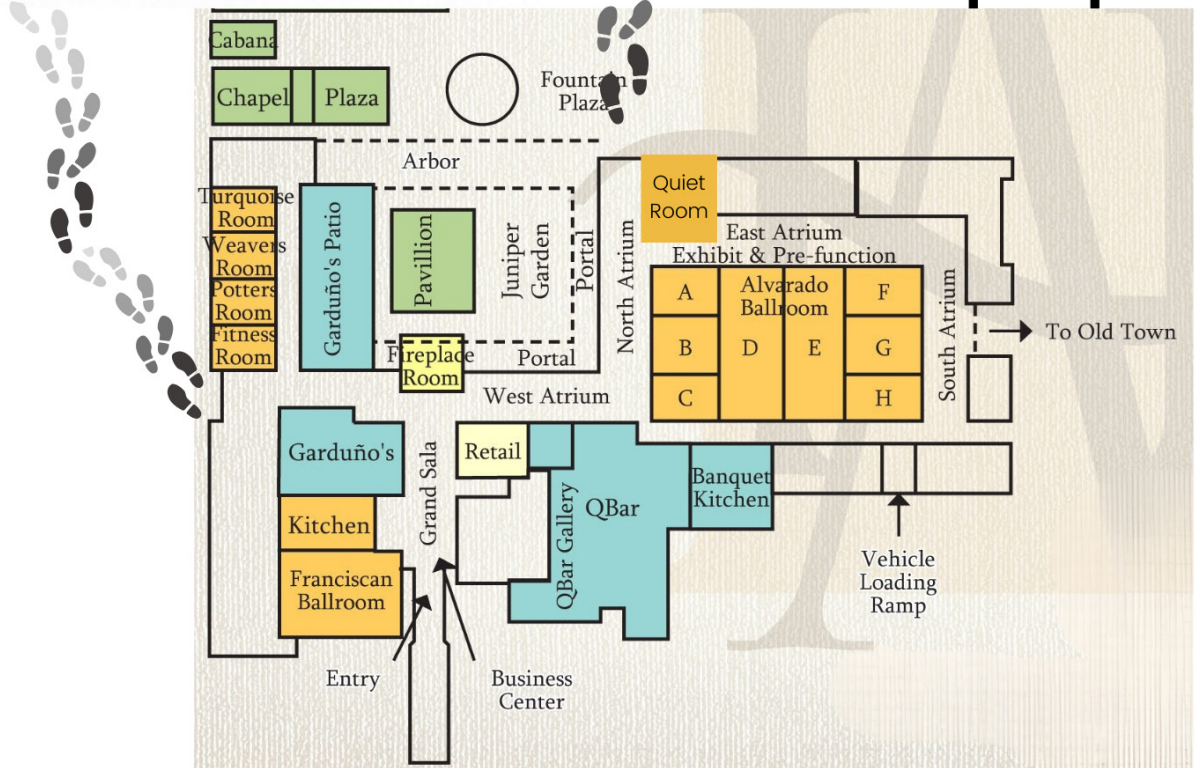 Cabana
Chapel
Plaza
Fountain
Plaza
Arbor
Turquoise
Room
Weavers
Room
Potters
Room
Fitness
Room
Garduño's Patio
Pavillion
Juniper
Garden
Portal
North Atrium
Quiet
Room
East Atrium
Exhibit & Pre-function
A
Alvarado
Ballroom
F
B
D
E
G
C
H
South Atrium
To Old Town
Fireplace
Room
Portal
West Atrium
Garduño's
Grand Sala
Retail
QBar Gallery
QBar
Banquet
Kitchen
Kitchen
Franciscan
Ballroom
Vehicle
Loading
Ramp
Entry
Business
Center